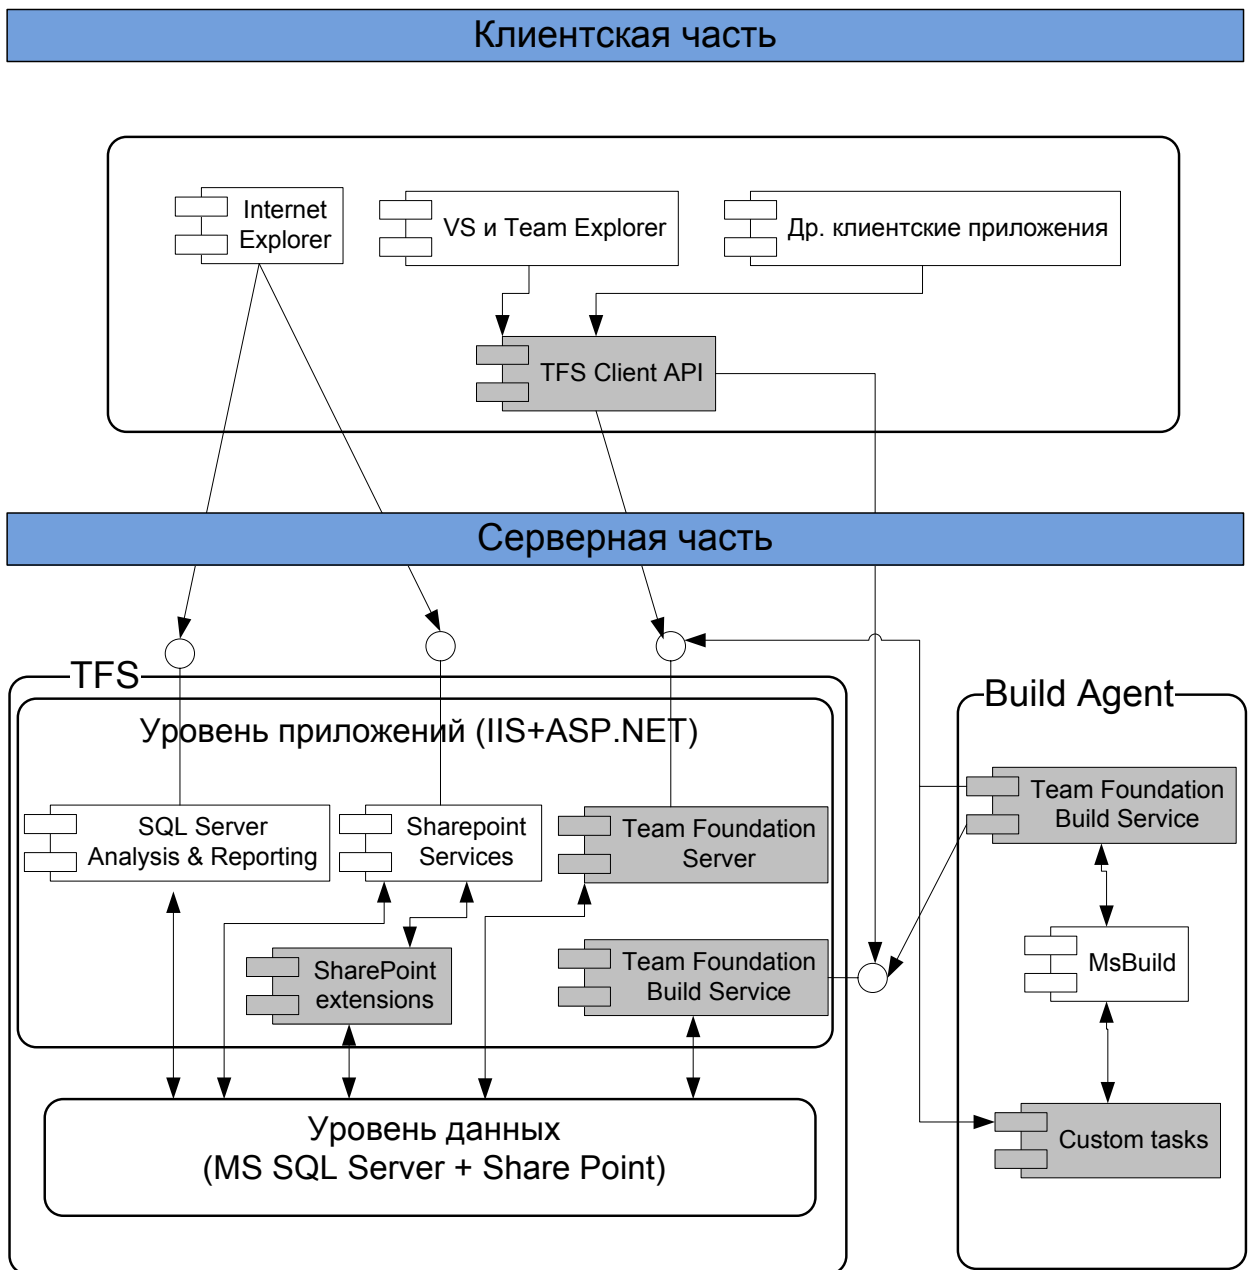 Клиентская часть
Internet
Explorer
VS и Team Explorer
Др. клиентские приложения
TFS Client API
Серверная часть
TFS
Build Agent
Уровень приложений (IIS+ASP.NET)
SQL Server
Analysis & Reporting
Sharepoint
Services
Team Foundation
Server
Team Foundation
Build Service
SharePoint
extensions
Team Foundation
Build Service
MsBuild
Custom tasks
Уровень данных
(MS SQL Server + Share Point)